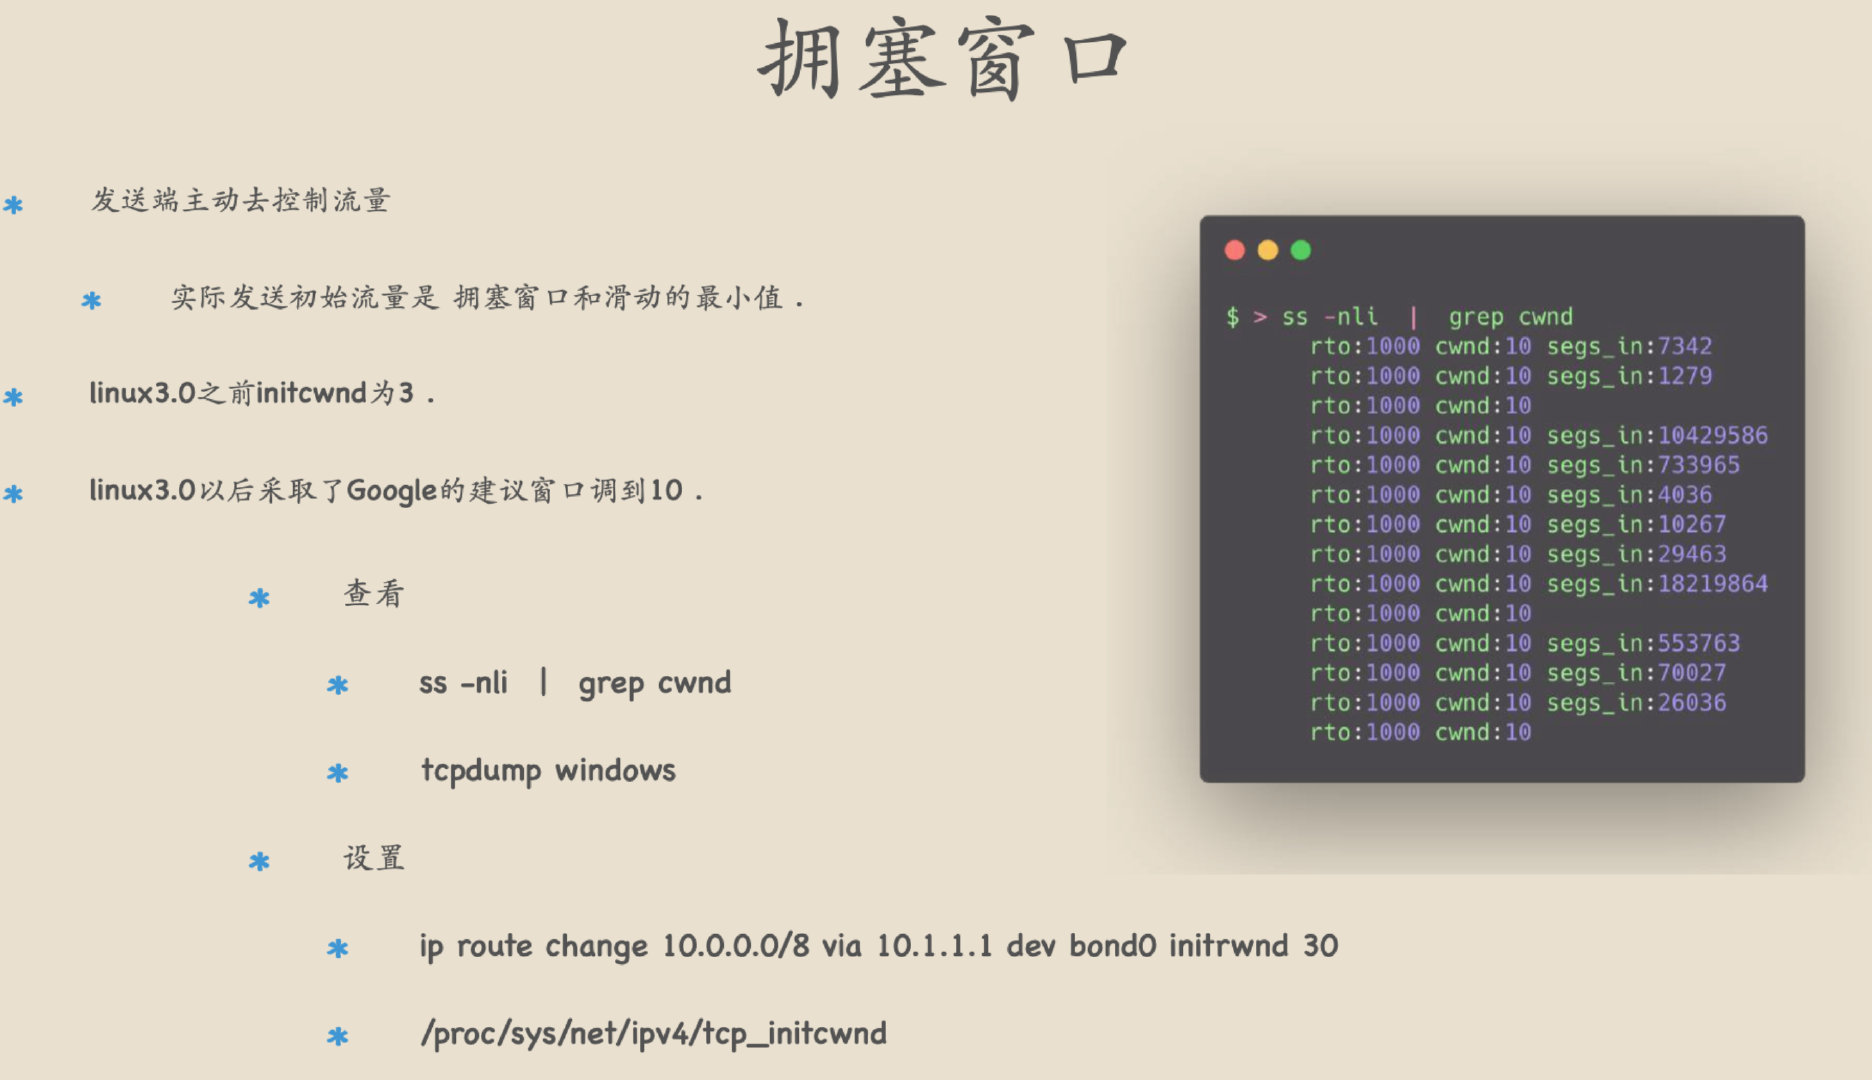 拥塞窗口
* 发送端主动去控制流量
* 实际发送初始流量是 拥塞窗口和滑动的最小值 .
* linux3.0之前initcwnd为3 .
* linux3.0以后采取了Google的建议窗口调到10 .
* 查看
* ss -nli | grep cwnd
* tcpdump windows
* 设置
* ip route change 10.0.0.0/8 via 10.1.1.1 dev bond0 initrwnd 30
* /proc/sys/net/ipv4/tcp_initcwnd
$ > ss -nli | grep cwnd
rto:1000 cwnd:10 segs_in:7342
rto:1000 cwnd:10 segs_in:1279
rto:1000 cwnd:10
rto:1000 cwnd:10 segs_in:10429586
rto:1000 cwnd:10 segs_in:733965
rto:1000 cwnd:10 segs_in:4036
rto:1000 cwnd:10 segs_in:10267
rto:1000 cwnd:10 segs_in:29463
rto:1000 cwnd:10 segs_in:18219864
rto:1000 cwnd:10
rto:1000 cwnd:10 segs_in:553763
rto:1000 cwnd:10 segs_in:70027
rto:1000 cwnd:10 segs_in:26036
rto:1000 cwnd:10